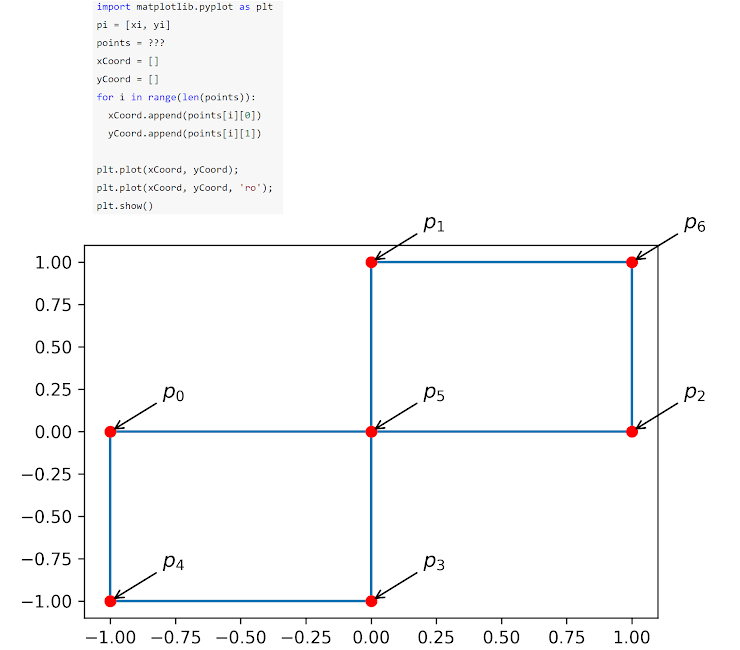 import matplotlib.pyplot as plt
pi = [xi, yi]
points = ???
xCoord = []
yCoord = []
for i in range(len(points)):
  xCoord.append(points[i][0])
  yCoord.append(points[i][1])
plt.plot(xCoord, yCoord);
plt.plot(xCoord, yCoord, 'ro');
plt.show()
p1 p6
1.00
0.75
0.50
0.25
p0 p5 p2
0.00
−0.25
−0.50
−0.75
p4 p3
−1.00
−1.00 −0.75 −0.50 −0.25 0.00 0.25 0.50 0.75 1.00